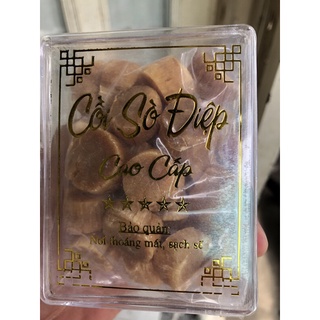 Cồi Sò Điệp
Cao Cấp
Bảo quản
Nơi thoáng mát, sạch sẽ